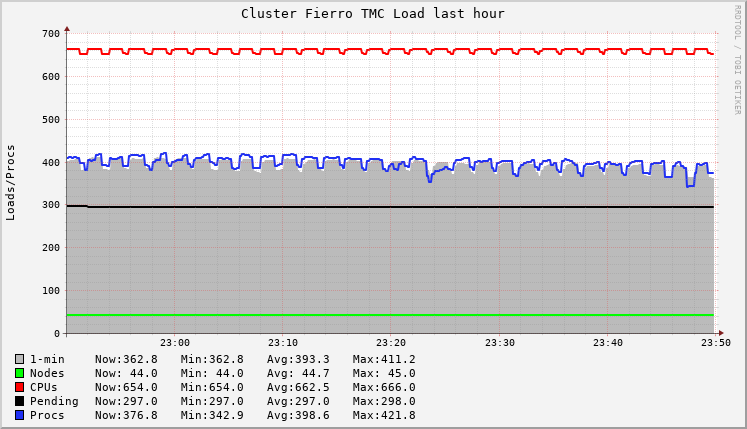 Cluster Fierro TMC Load last hour
RRDTOOL / TOBI OETIKER
Loads/Procs
700
600
500
400
300
200
100
0
23:00 23:10 23:20 23:30 23:40 23:50
1-min Now:362.8 Min:362.8 Avg:393.3 Max:411.2
Nodes Now: 44.0 Min: 44.0 Avg: 44.7 Max: 45.0
CPUs Now:654.0 Min:654.0 Avg:662.5 Max:666.0
Pending Now:297.0 Min:297.0 Avg:297.0 Max:298.0
Procs Now:376.8 Min:342.9 Avg:398.6 Max:421.8